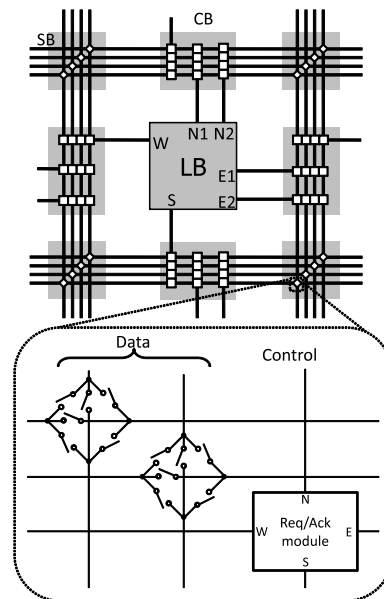 SB
CB
N1 N2
W
LB
E1
S
E2
Data
Control
N
W
Req/Ack
E
module
S